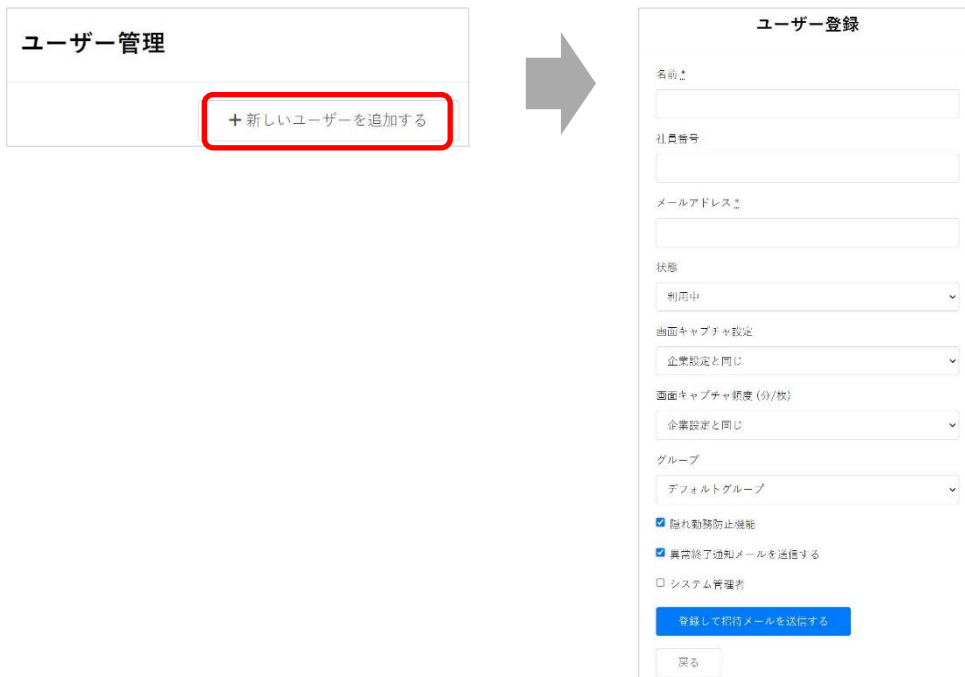 ユーザー管理
+新しいユーザーを追加する
ユーザー登録
名前*
社員番号
メールアドレス*
状態
利用中
画面キャプチャ設定
企業設定と同じ
画面キャプチャ頻度 (分/枚)
企業設定と同じ
グループ
デフォルトグループ
隠れ勤務防止機能
異常終了通知メールを送信する
システム管理者
登録して招待メールを送信する
戻る